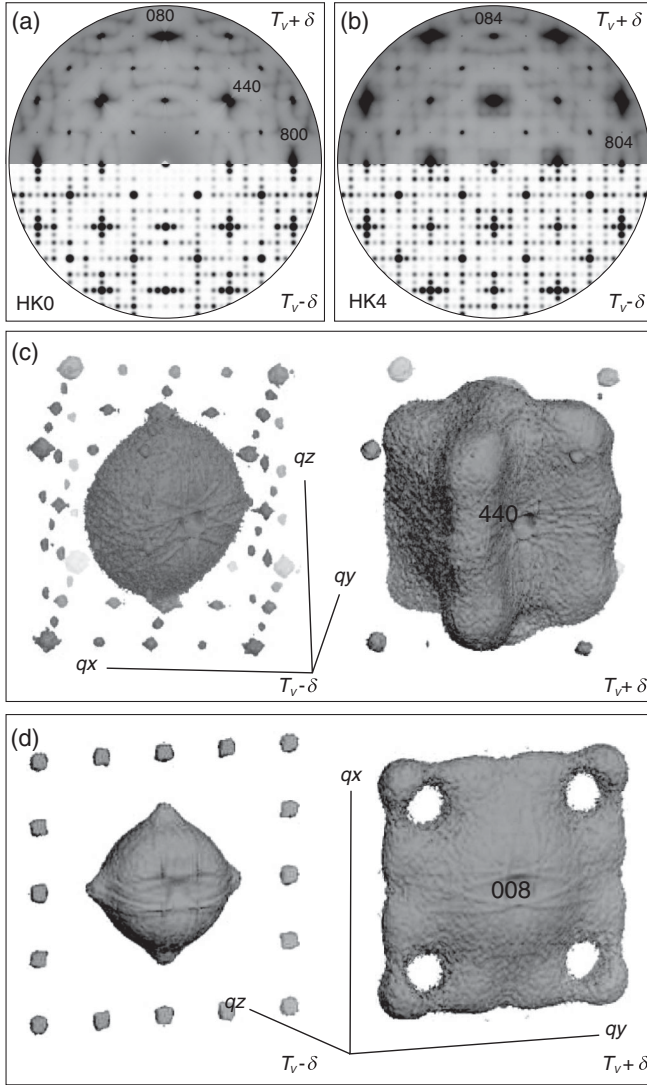 (a)
080
Tᵥ+ δ
440
800
HK0
Tᵥ-δ
(b)
084
Tᵥ+ δ
804
HK4
Tᵥ-δ
(c)
qz
qy
qx
Tᵥ-δ
440
Tᵥ+δ
(d)
qx
qz
qy
Tᵥ-δ
008
Tᵥ+δ